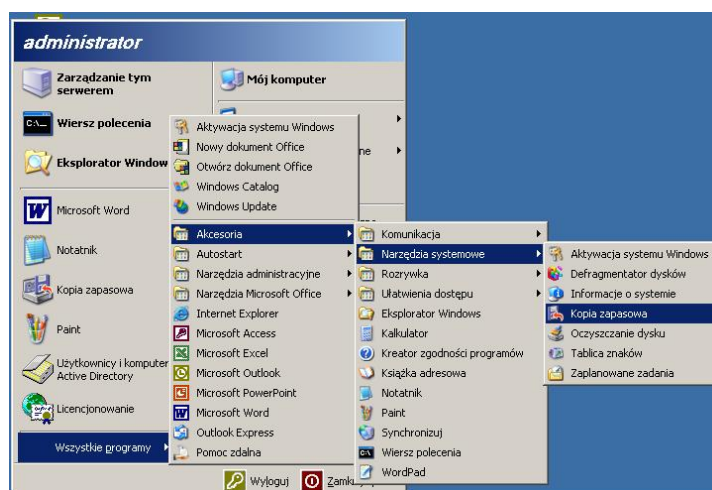 administrator
Zarządzanie tym
serwerem
Wiersz polecenia
Eksplorator Window
Microsoft Word
Notatnik
Kopia zapasowa
Paint
Użytkownicy i komputer
Active Directory
Licencjonowanie
Wszystkie programy
Mój komputer
ne
Aktywacja systemu Windows
Nowy dokument Office
Otwórz dokument Office
Windows Catalog
Windows Update
Akcesoria
Autostart
Narzędzia administracyjne
Narzędzia Microsoft Office
Internet Explorer
Microsoft Access
Microsoft Excel
Microsoft Outlook
Microsoft PowerPoint
Microsoft Word
Outlook Express
Pomoc zdalna
Komunikacja
Narzędzia systemowe
Rozrywka
Ułatwienia dostępu
Eksplorator Windows
Kalkulator
Kreator zgodności programów
Książka adresowa
Notatnik
Paint
Synchronizuj
Wiersz polecenia
WordPad
Aktywacja systemu Windows
Defragmentator dysków
Informacje o systemie
Kopia zapasowa
Oczyszczanie dysku
Tablica znaków
Zaplanowane zadania
Wyloguj